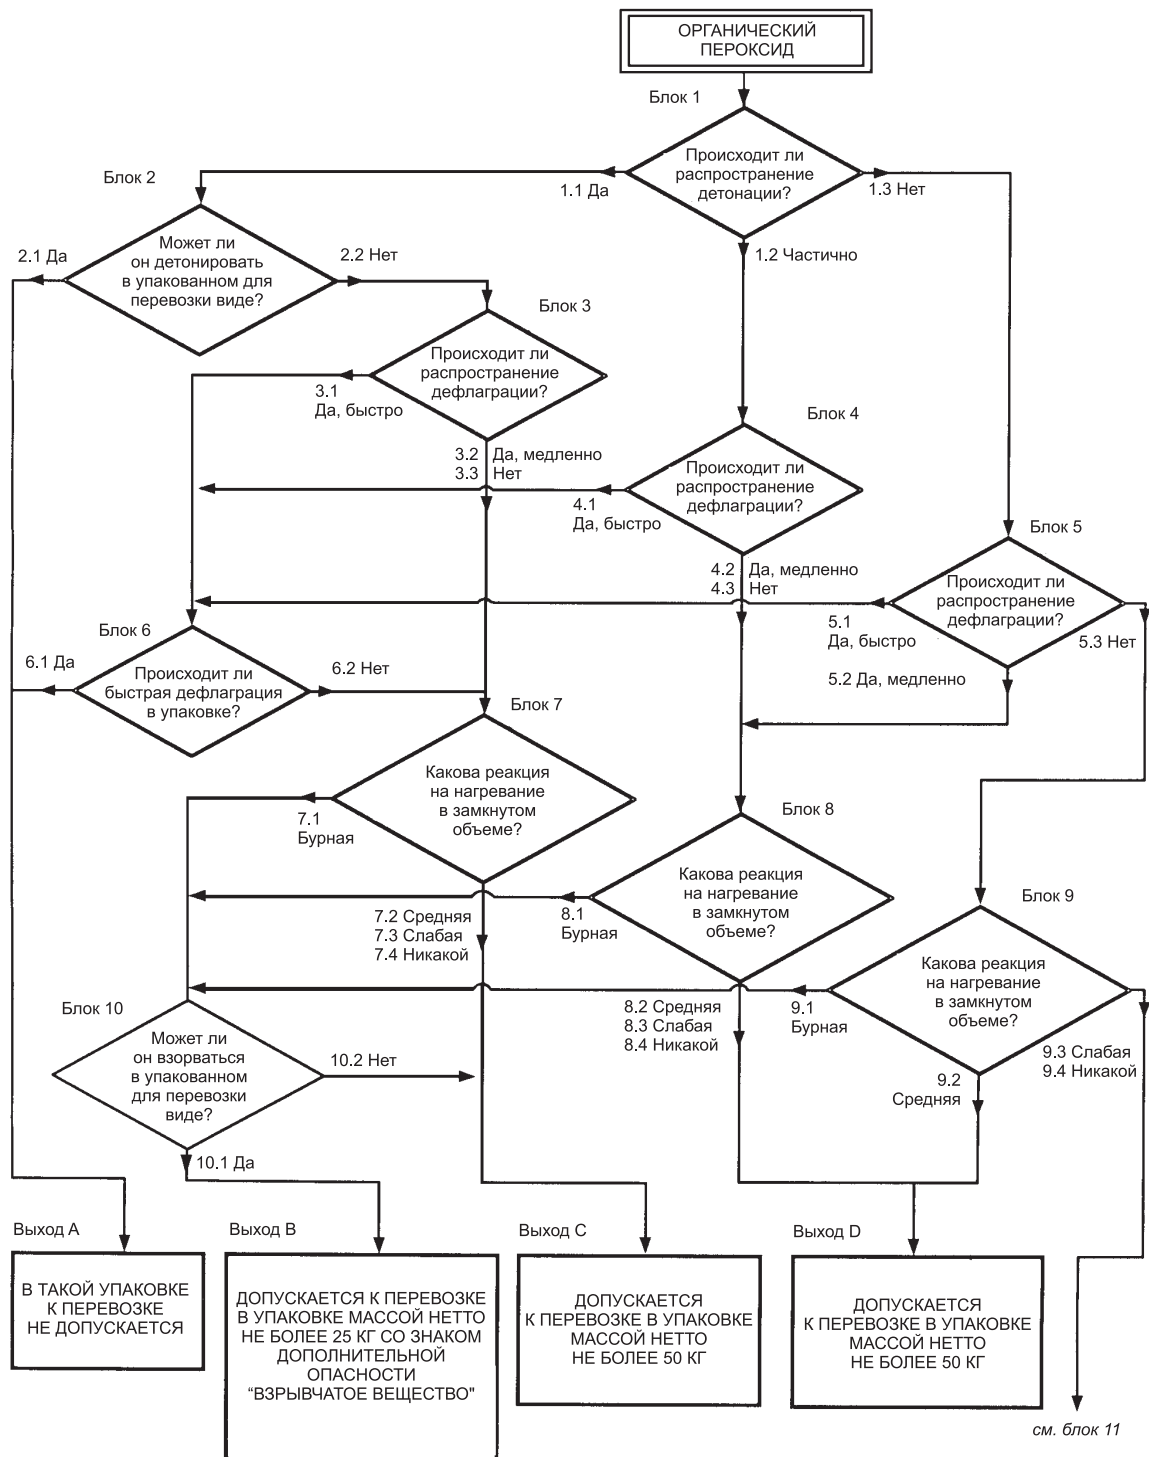 ОРГАНИЧЕСКИЙ
ПЕРОКСИД
Блок 1
Происходит ли
распространение
детонации?
1.1 Да
1.3 Нет
1.2 Частично
Блок 2
Может ли
он детонировать
в упакованном для
перевозки виде?
2.1 Да
2.2 Нет
Блок 3
Происходит ли
распространение
дефлаграции?
3.1
Да, быстро
3.2 Да, медленно
3.3 Нет
Блок 4
Происходит ли
распространение
дефлаграции?
4.1
Да, быстро
4.2 Да, медленно
4.3 Нет
Блок 5
Происходит ли
распространение
дефлаграции?
5.1
Да, быстро
5.3 Нет
5.2 Да, медленно
Блок 6
Происходит ли
быстрая дефлаграция
в упаковке?
6.1 Да
6.2 Нет
Блок 7
Какова реакция
на нагревание
в замкнутом
объеме?
7.1
Бурная
7.2 Средняя
7.3 Слабая
7.4 Никакой
Блок 8
Какова реакция
на нагревание
в замкнутом
объеме?
8.1
Бурная
8.2 Средняя
8.3 Слабая
8.4 Никакой
Блок 9
Какова реакция
на нагревание
в замкнутом
объеме?
9.1
Бурная
9.2
Средняя
9.3 Слабая
9.4 Никакой
Блок 10
Может ли
он взорваться
в упакованном
для перевозки
виде?
10.2 Нет
10.1 Да
Выход A
В ТАКОЙ УПАКОВКЕ
К ПЕРЕВОЗКЕ
НЕ ДОПУСКАЕТСЯ
Выход B
ДОПУСКАЕТСЯ К ПЕРЕВОЗКЕ
В УПАКОВКЕ МАССОЙ НЕТТО
НЕ БОЛЕЕ 25 КГ СО ЗНАКОМ
ДОПОЛНИТЕЛЬНОЙ
ОПАСНОСТИ
“ВЗРЫВЧАТОЕ ВЕЩЕСТВО"
Выход C
ДОПУСКАЕТСЯ
К ПЕРЕВОЗКЕ В УПАКОВКЕ
МАССОЙ НЕТТО
НЕ БОЛЕЕ 50 КГ
Выход D
ДОПУСКАЕТСЯ
К ПЕРЕВОЗКЕ В УПАКОВКЕ
МАССОЙ НЕТТО
НЕ БОЛЕЕ 50 КГ
см. блок 11